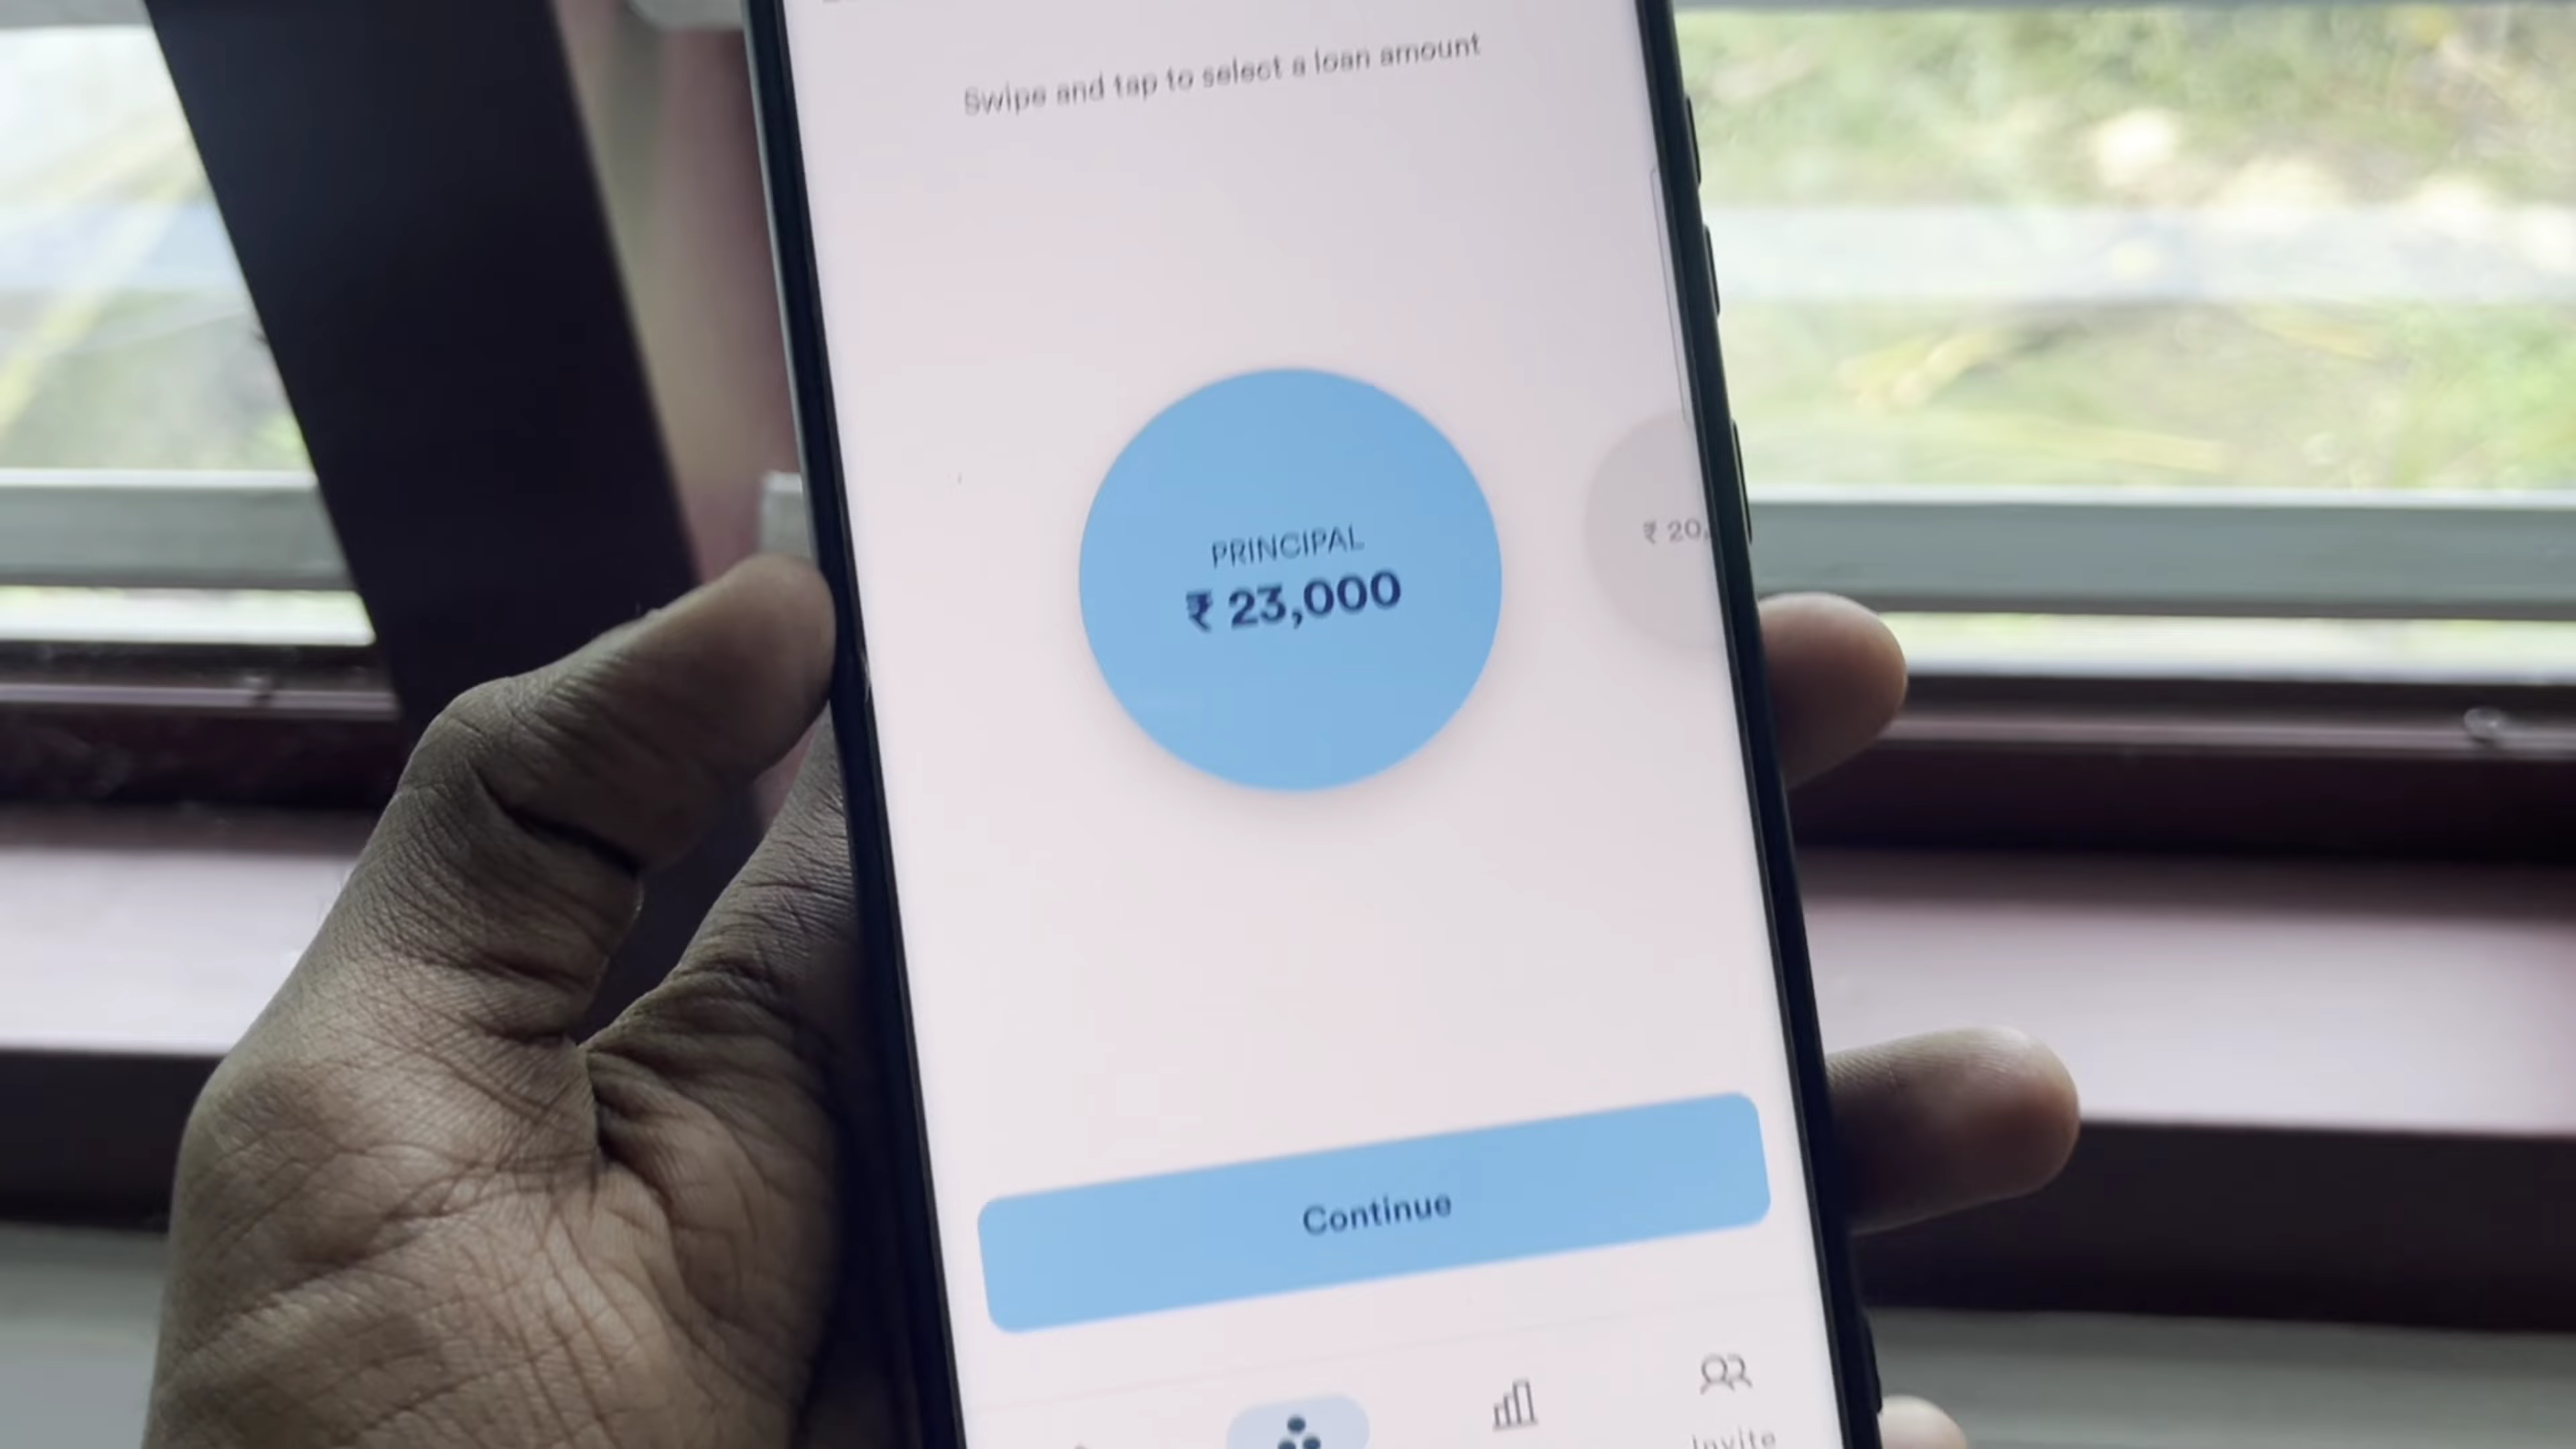 Swipe and tap to select a loan amount
PRINCIPAL
₹ 23,000
₹ 20,
Continue
Invite